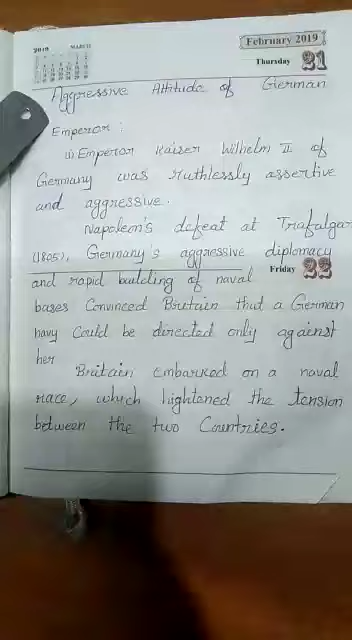 2019 MARCH
February 2019
Thursday 21
Aggressive Attitude of German
Emperor :
(i) Emperor Kaiser Wilhelm II of
Germany was ruthlessly assertive
and aggressive.
Napoleon's defeat at Trafalgar
(1805), Germany's aggressive diplomacy
Friday 22
and rapid building of naval
bases Convinced Britain that a German
navy Could be directed only against
her
Britain embarked on a naval
race, which hightened the tension
between the two Countries.